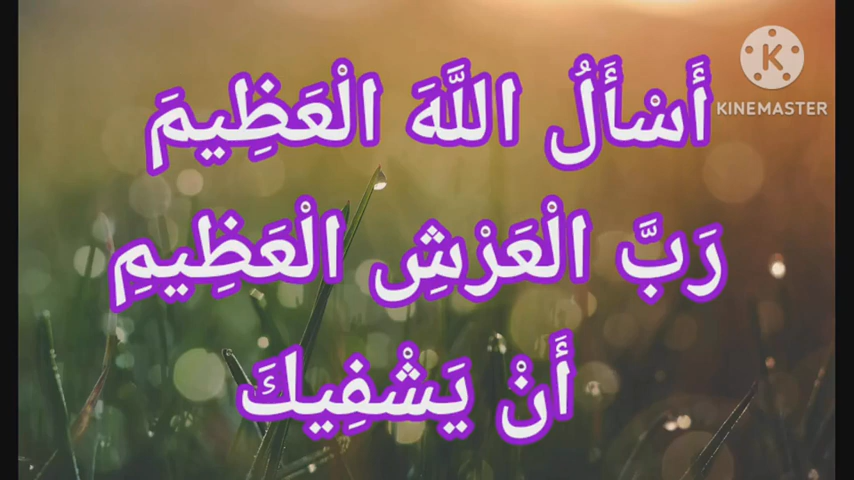 KINEMASTER
أَسْأَلُ اللَّهَ الْعَظِيمَ
رَبَّ الْعَرْشِ الْعَظِيمِ
أَنْ يَشْفِيكَ